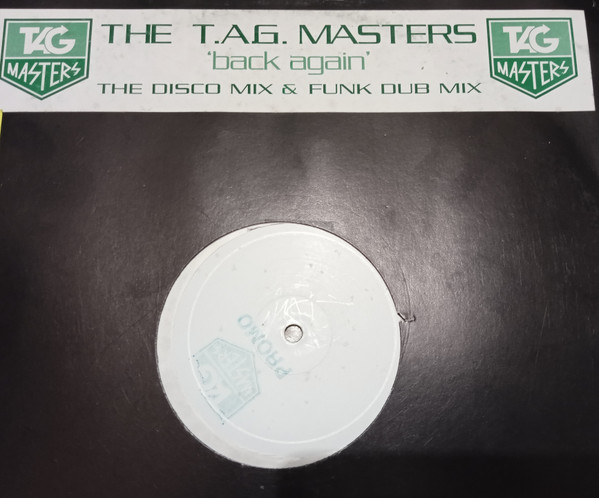 TAG
MASTERS
THE T.A.G. MASTERS
'back again'
THE DISCO MIX & FUNK DUB MIX
TAG
MASTERS
PROMO